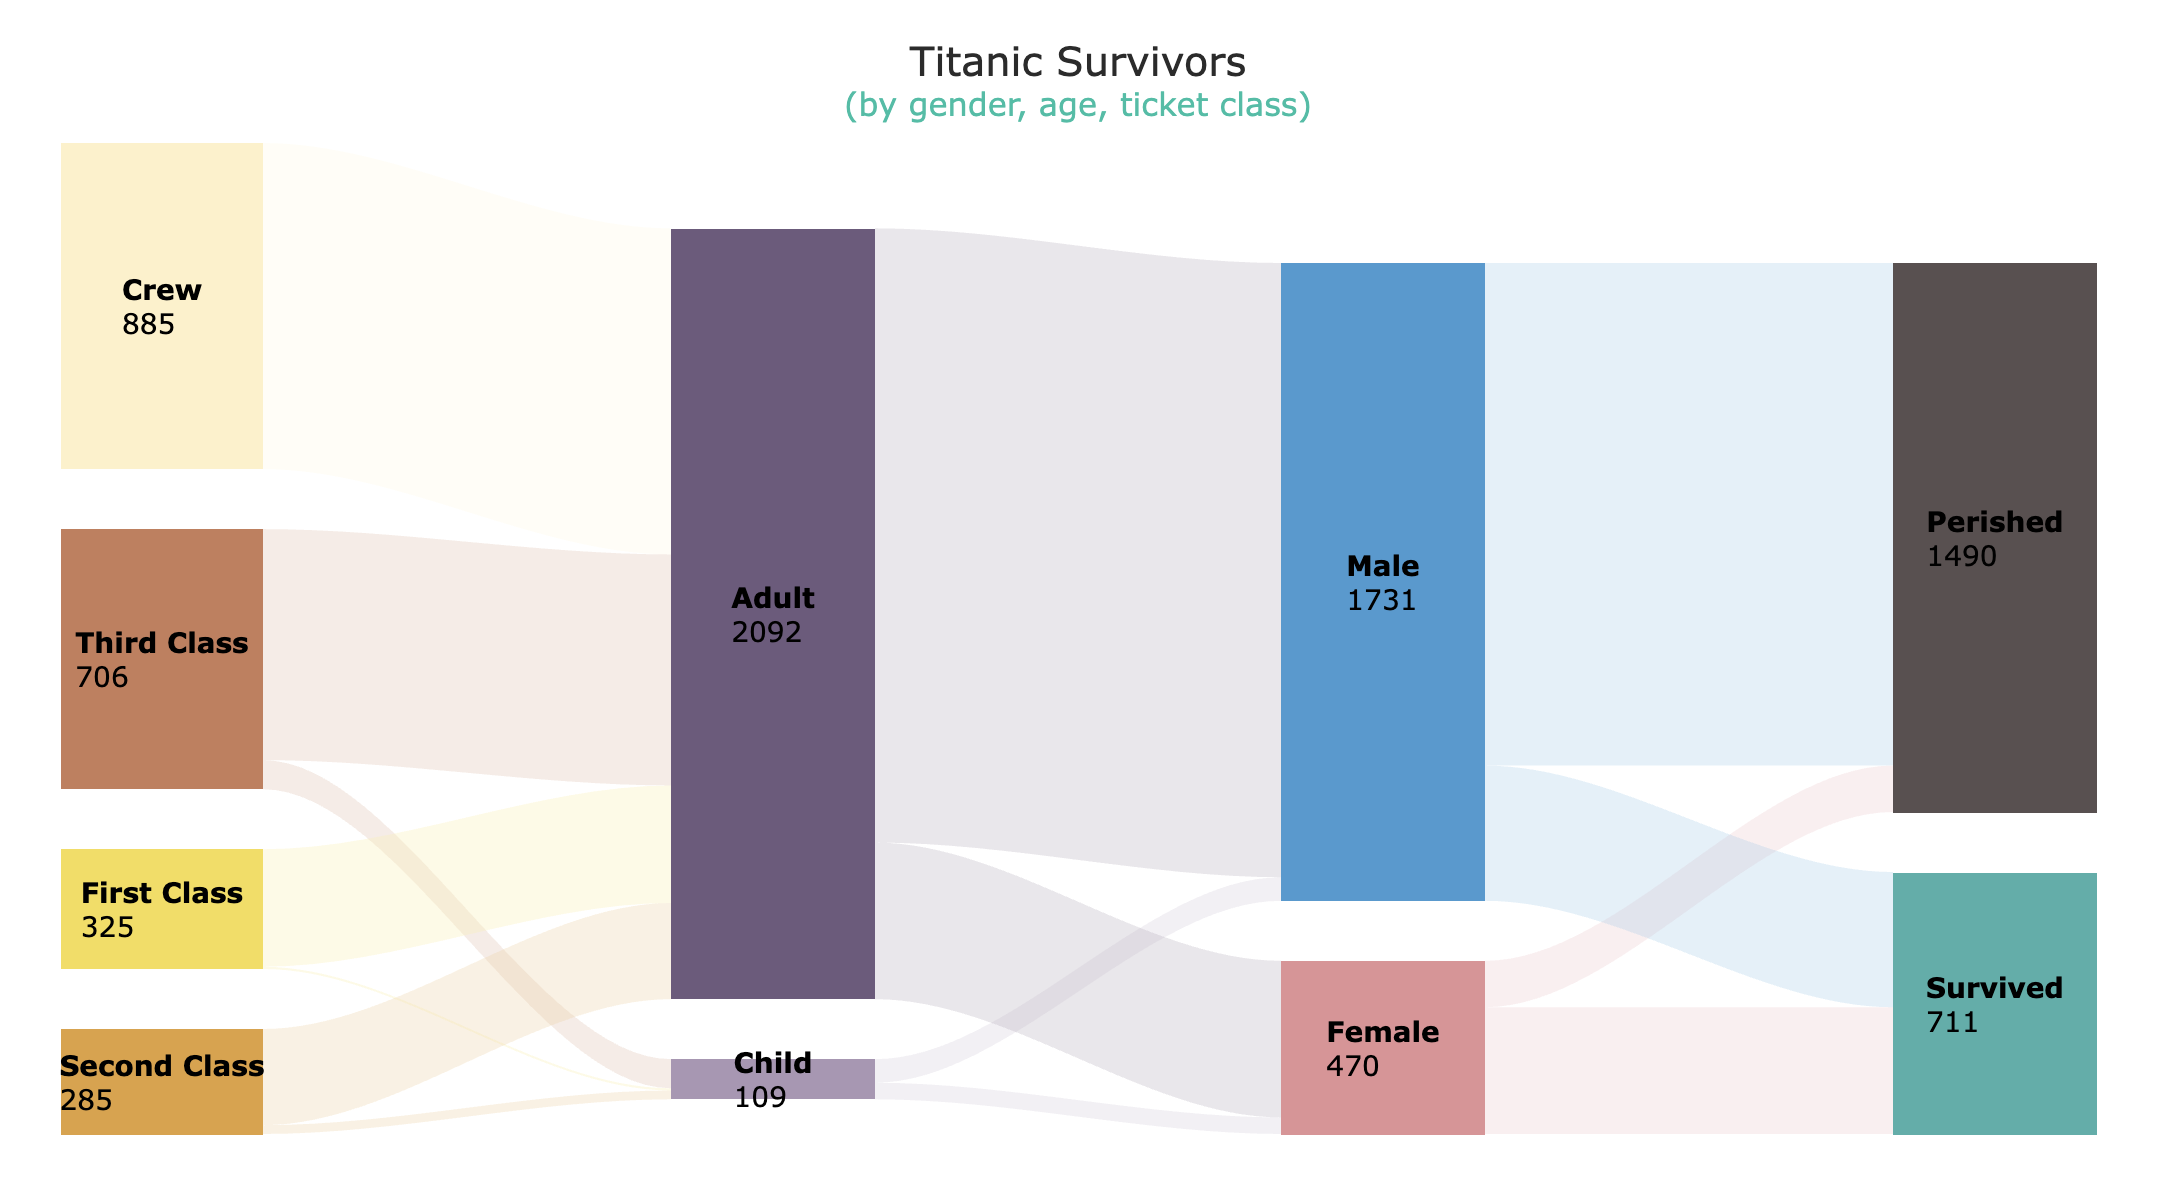 Titanic Survivors
(by gender, age, ticket class)
Crew
885
Third Class
706
First Class
325
Second Class
285
Adult
2092
Child
109
Male
1731
Female
470
Perished
1490
Survived
711